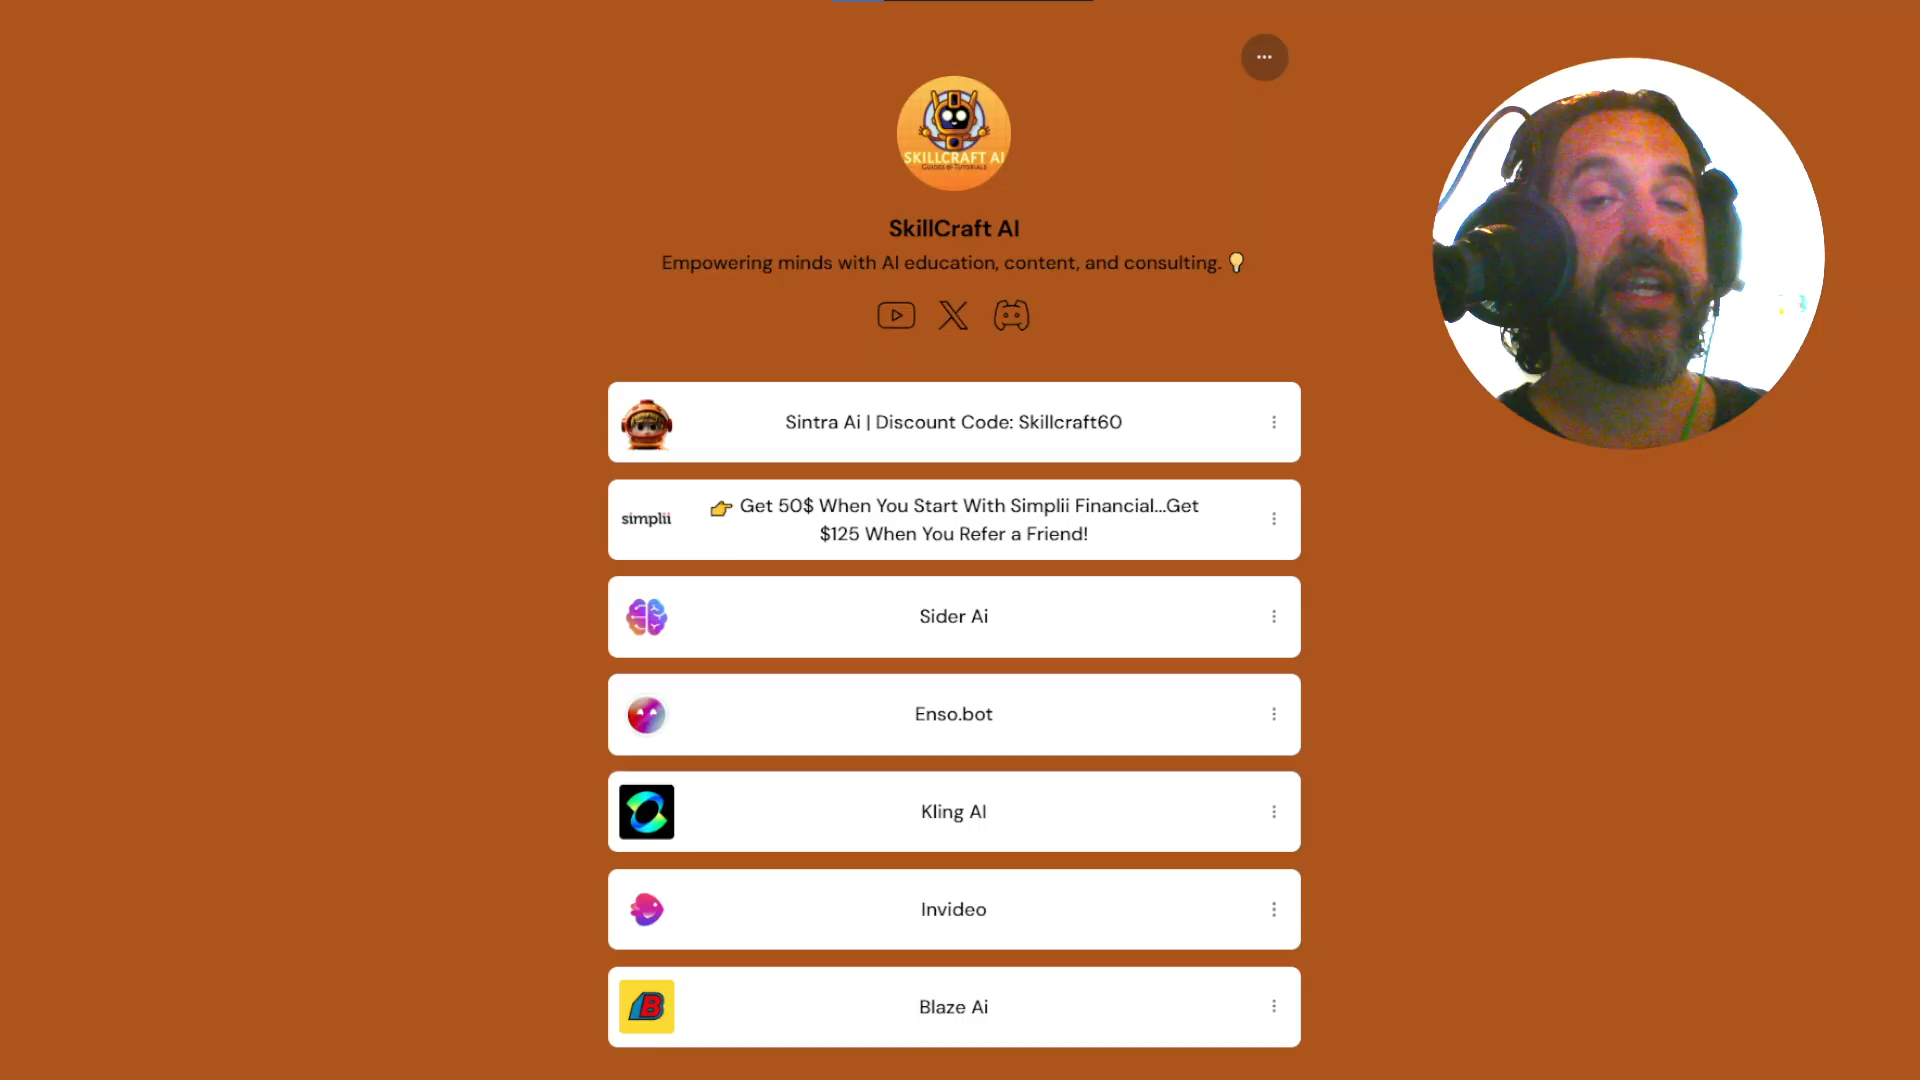 SKILLCRAFT AI
GUIDES & TUTORIALS
SkillCraft AI
Empowering minds with AI education, content, and consulting. 💡
Sintra Ai | Discount Code: Skillcraft60
simplii
👉 Get 50$ When You Start With Simplii Financial...Get
$125 When You Refer a Friend!
Sider Ai
Enso.bot
Kling AI
Invideo
B
Blaze Ai